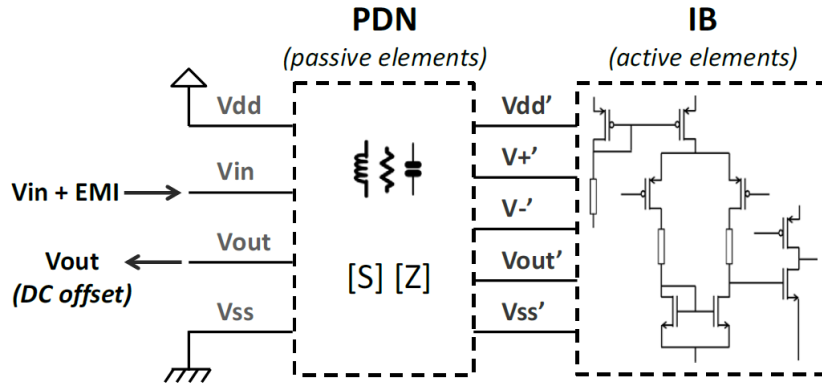 PDN
(passive elements)
IB
(active elements)
Vdd
Vin
Vout
Vss
Vin + EMI
Vout
(DC offset)
[S] [Z]
Vdd’
V+’
V-’
Vout’
Vss’